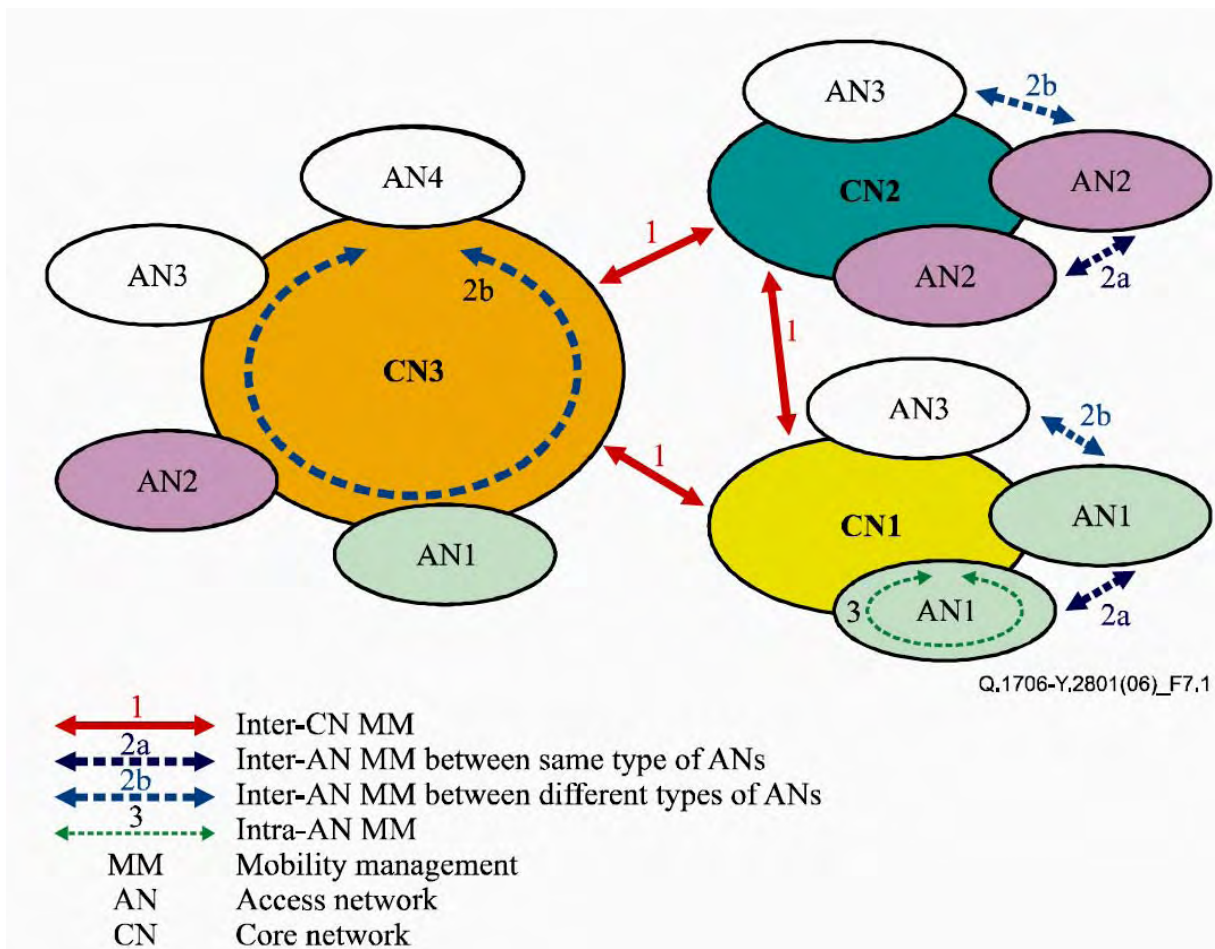 AN3
2b
AN4
CN2
AN2
1
AN3
2b
AN2
2a
CN3
1
AN3
2b
1
AN2
CN1
AN1
AN1
3
AN1
2a
Q.1706-Y.2801(06)_F7.1
1
Inter-CN MM
2a
Inter-AN MM between same type of ANs
2b
Inter-AN MM between different types of ANs
3
Intra-AN MM
MM Mobility management
AN Access network
CN Core network